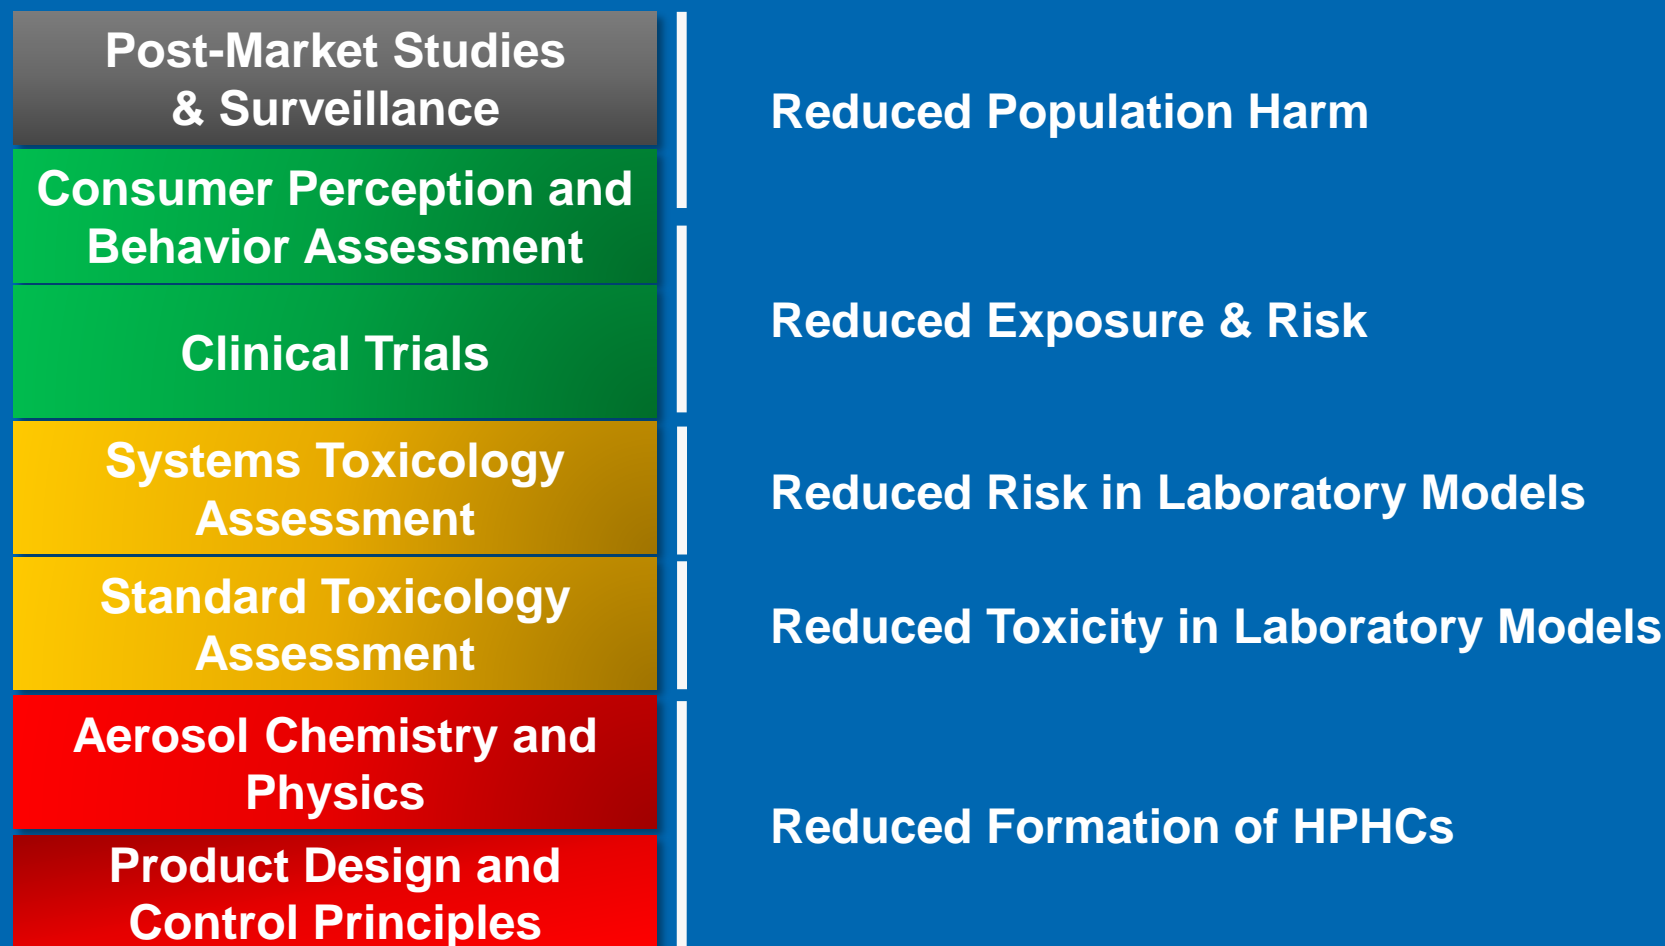 Post-Market Studies
& Surveillance
Reduced Population Harm
Consumer Perception and
Behavior Assessment
Reduced Exposure & Risk
Clinical Trials
Systems Toxicology
Assessment
Reduced Risk in Laboratory Models
Standard Toxicology
Assessment
Reduced Toxicity in Laboratory Models
Aerosol Chemistry and
Physics
Reduced Formation of HPHCs
Product Design and
Control Principles